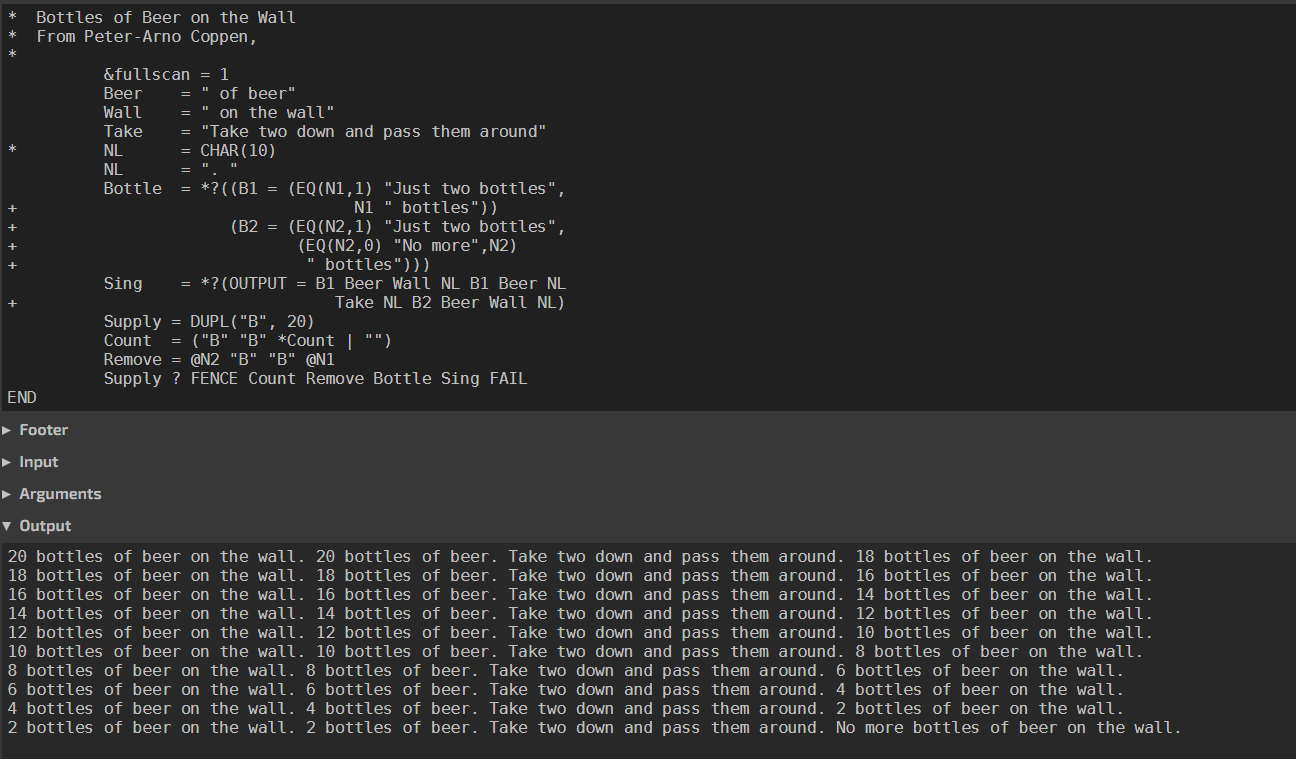 *  Bottles of Beer on the Wall
*  From Peter-Arno Coppen,
*
          &fullscan = 1
          Beer    = " of beer"
          Wall    = " on the wall"
          Take    = "Take two down and pass them around"
*         NL      = CHAR(10)
          NL      = ". "
          Bottle  = *?((B1 = (EQ(N1,1) "Just two bottles",
+                                   N1 " bottles"))
+                      (B2 = (EQ(N2,1) "Just two bottles",
+                             (EQ(N2,0) "No more",N2)
+                              " bottles")))
          Sing    = *?(OUTPUT = B1 Beer Wall NL B1 Beer NL
+                                 Take NL B2 Beer Wall NL)
          Supply = DUPL("B", 20)
          Count  = ("B" "B" *Count | "")
          Remove = @N2 "B" "B" @N1
          Supply ? FENCE Count Remove Bottle Sing FAIL
END
▶ Footer
▶ Input
▶ Arguments
▼ Output
20 bottles of beer on the wall. 20 bottles of beer. Take two down and pass them around. 18 bottles of beer on the wall.
18 bottles of beer on the wall. 18 bottles of beer. Take two down and pass them around. 16 bottles of beer on the wall.
16 bottles of beer on the wall. 16 bottles of beer. Take two down and pass them around. 14 bottles of beer on the wall.
14 bottles of beer on the wall. 14 bottles of beer. Take two down and pass them around. 12 bottles of beer on the wall.
12 bottles of beer on the wall. 12 bottles of beer. Take two down and pass them around. 10 bottles of beer on the wall.
10 bottles of beer on the wall. 10 bottles of beer. Take two down and pass them around. 8 bottles of beer on the wall.
8 bottles of beer on the wall. 8 bottles of beer. Take two down and pass them around. 6 bottles of beer on the wall.
6 bottles of beer on the wall. 6 bottles of beer. Take two down and pass them around. 4 bottles of beer on the wall.
4 bottles of beer on the wall. 4 bottles of beer. Take two down and pass them around. 2 bottles of beer on the wall.
2 bottles of beer on the wall. 2 bottles of beer. Take two down and pass them around. No more bottles of beer on the wall.